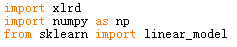 import xlrd
import numpy as np
from sklearn import linear_model